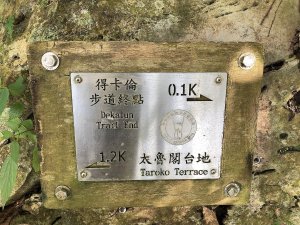 得卡倫
步道終點
0.1K
Dekalun
Trail End
1.2K
太魯閣台地
Taroko Terrace